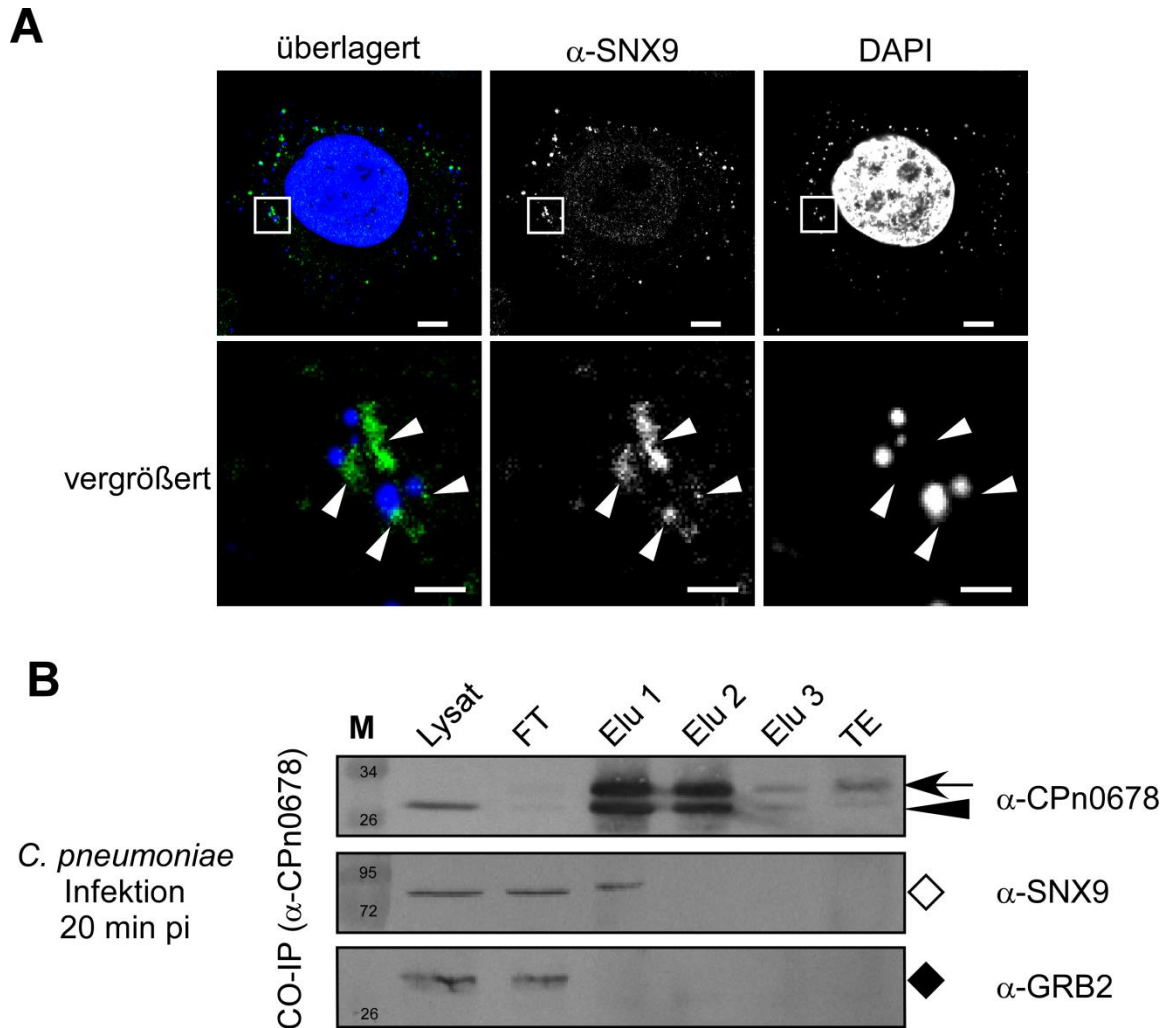 A
überlagert
α-SNX9
DAPI
vergrößert
B
M
Lysat
FT
Elu 1
Elu 2
Elu 3
TE
C. pneumoniae
Infektion
20 min pi
CO-IP (α-CPn0678)
34
26
α-CPn0678
95
72
α-SNX9
26
α-GRB2